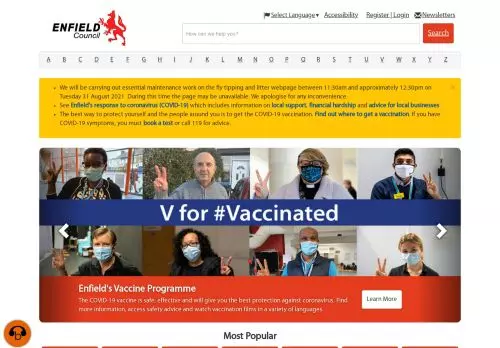 Select Language Accessibility Register | Login Newsletters
ENFIELD
Council
How can we help you?
Search
A B C D E F G H I J K L M N O P Q R S T U V W X Y Z
We will be carrying out essential maintenance work on the fly tipping and litter webpage between 11:30am and approximately 12:30pm on
Tuesday 31 August 2021. During this time the page may be unavailable. We apologise for any inconvenience.
See Enfield's response to coronavirus (COVID-19) which includes information on local support, financial hardship and advice for local businesses
The best way to protect yourself and the people around you is to get the COVID-19 vaccination. Find out where to get a vaccination. If you have
COVID-19 symptoms, you must book a test or call 119 for advice.
V for #Vaccinated
Enfield's Vaccine Programme
The COVID-19 vaccine is safe, effective and will give you the best protection against coronavirus. Find
more information, access safety advice and watch vaccination films in a variety of languages.
Learn More
Most Popular